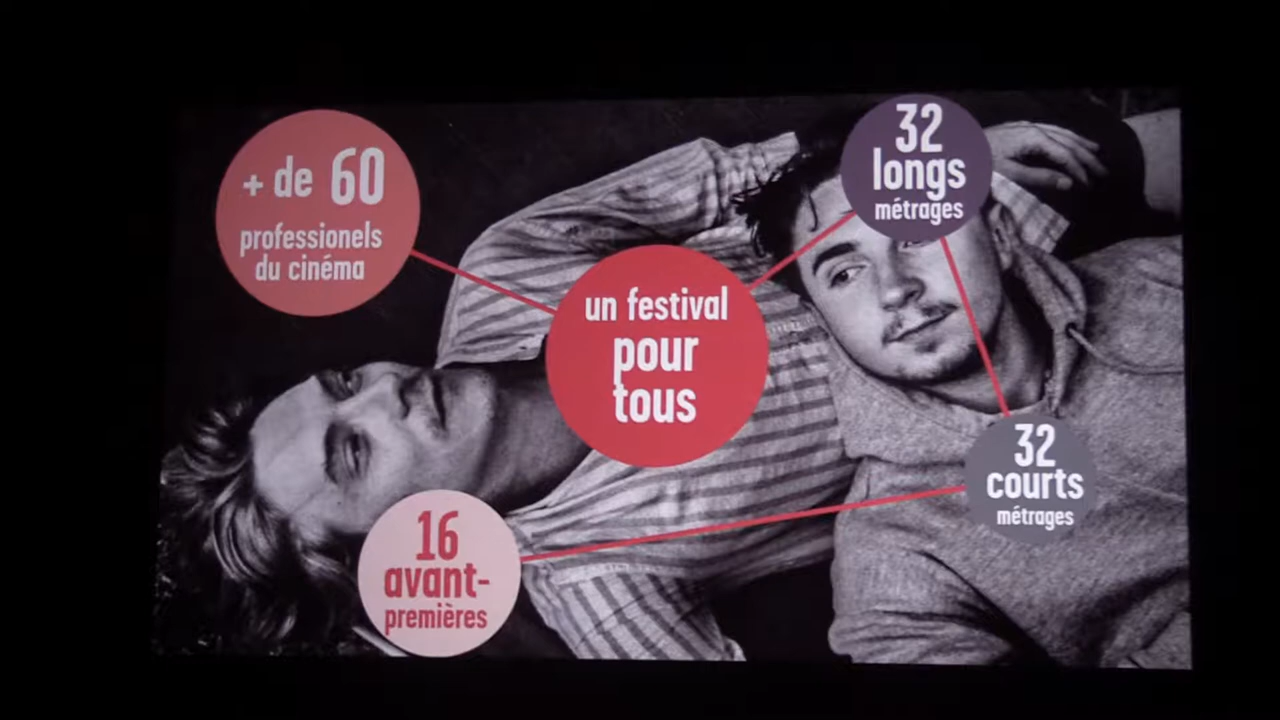 + de 60
professionels
du cinéma
32
longs
métrages
un festival
pour
tous
32
courts
métrages
16
avant-
premières